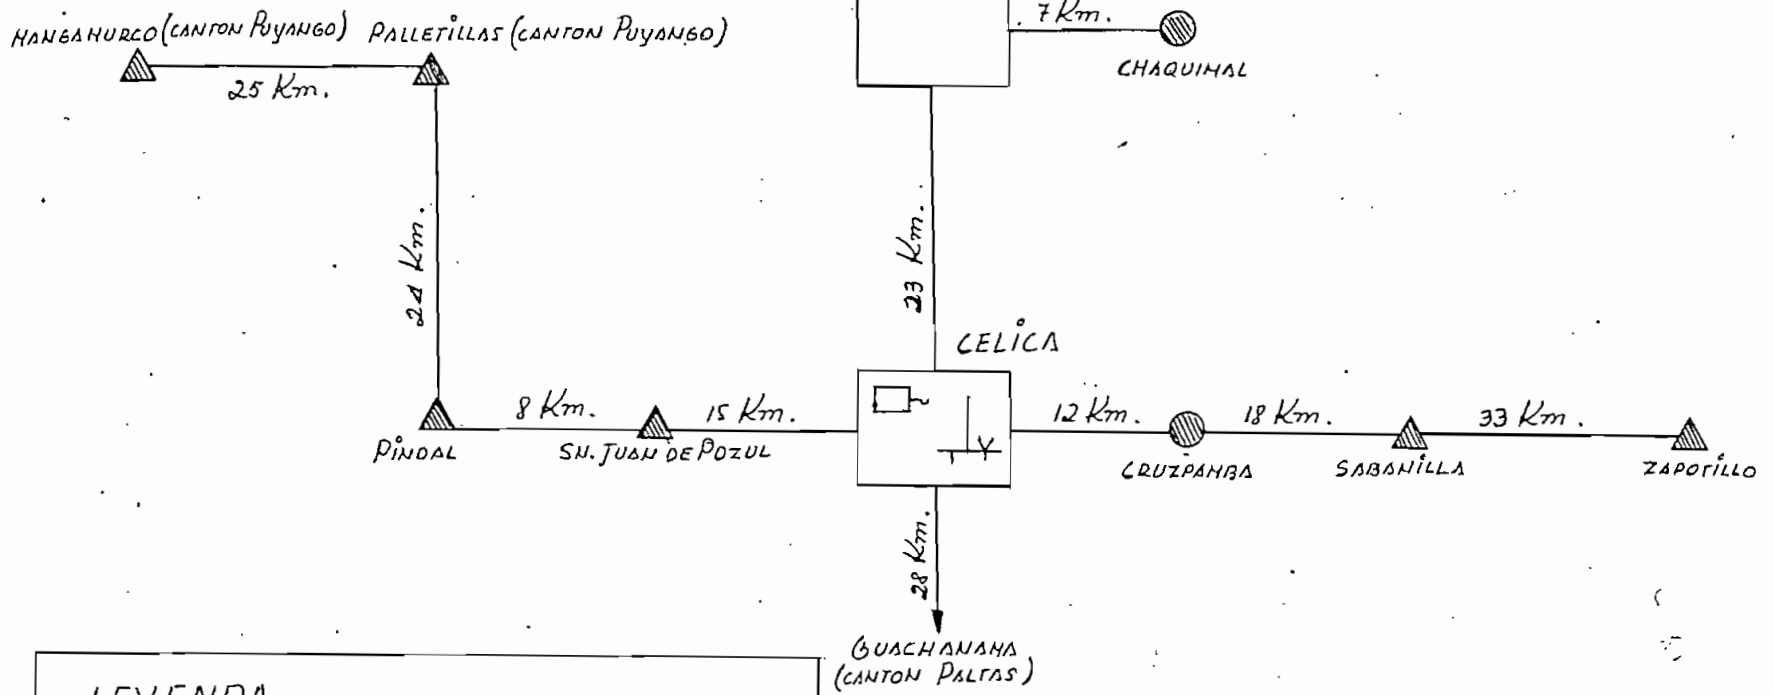 7 Km.
MANGAHURCO (CANTON PUYANGO)
PALLETILLAS (CANTON PUYANGO)
CHAQUIMAL
25 Km.
24 Km.
23 Km.
CELICA
8 Km.
15 Km.
12 Km.
18 Km.
33 Km.
PINDAL
SN. JUAN DE POZUL
CRUZPAMBA
SABANILLA
ZAPOTILLO
28 Km.
GUACHANAMA
(CANTON PALTAS)
LEYENDA